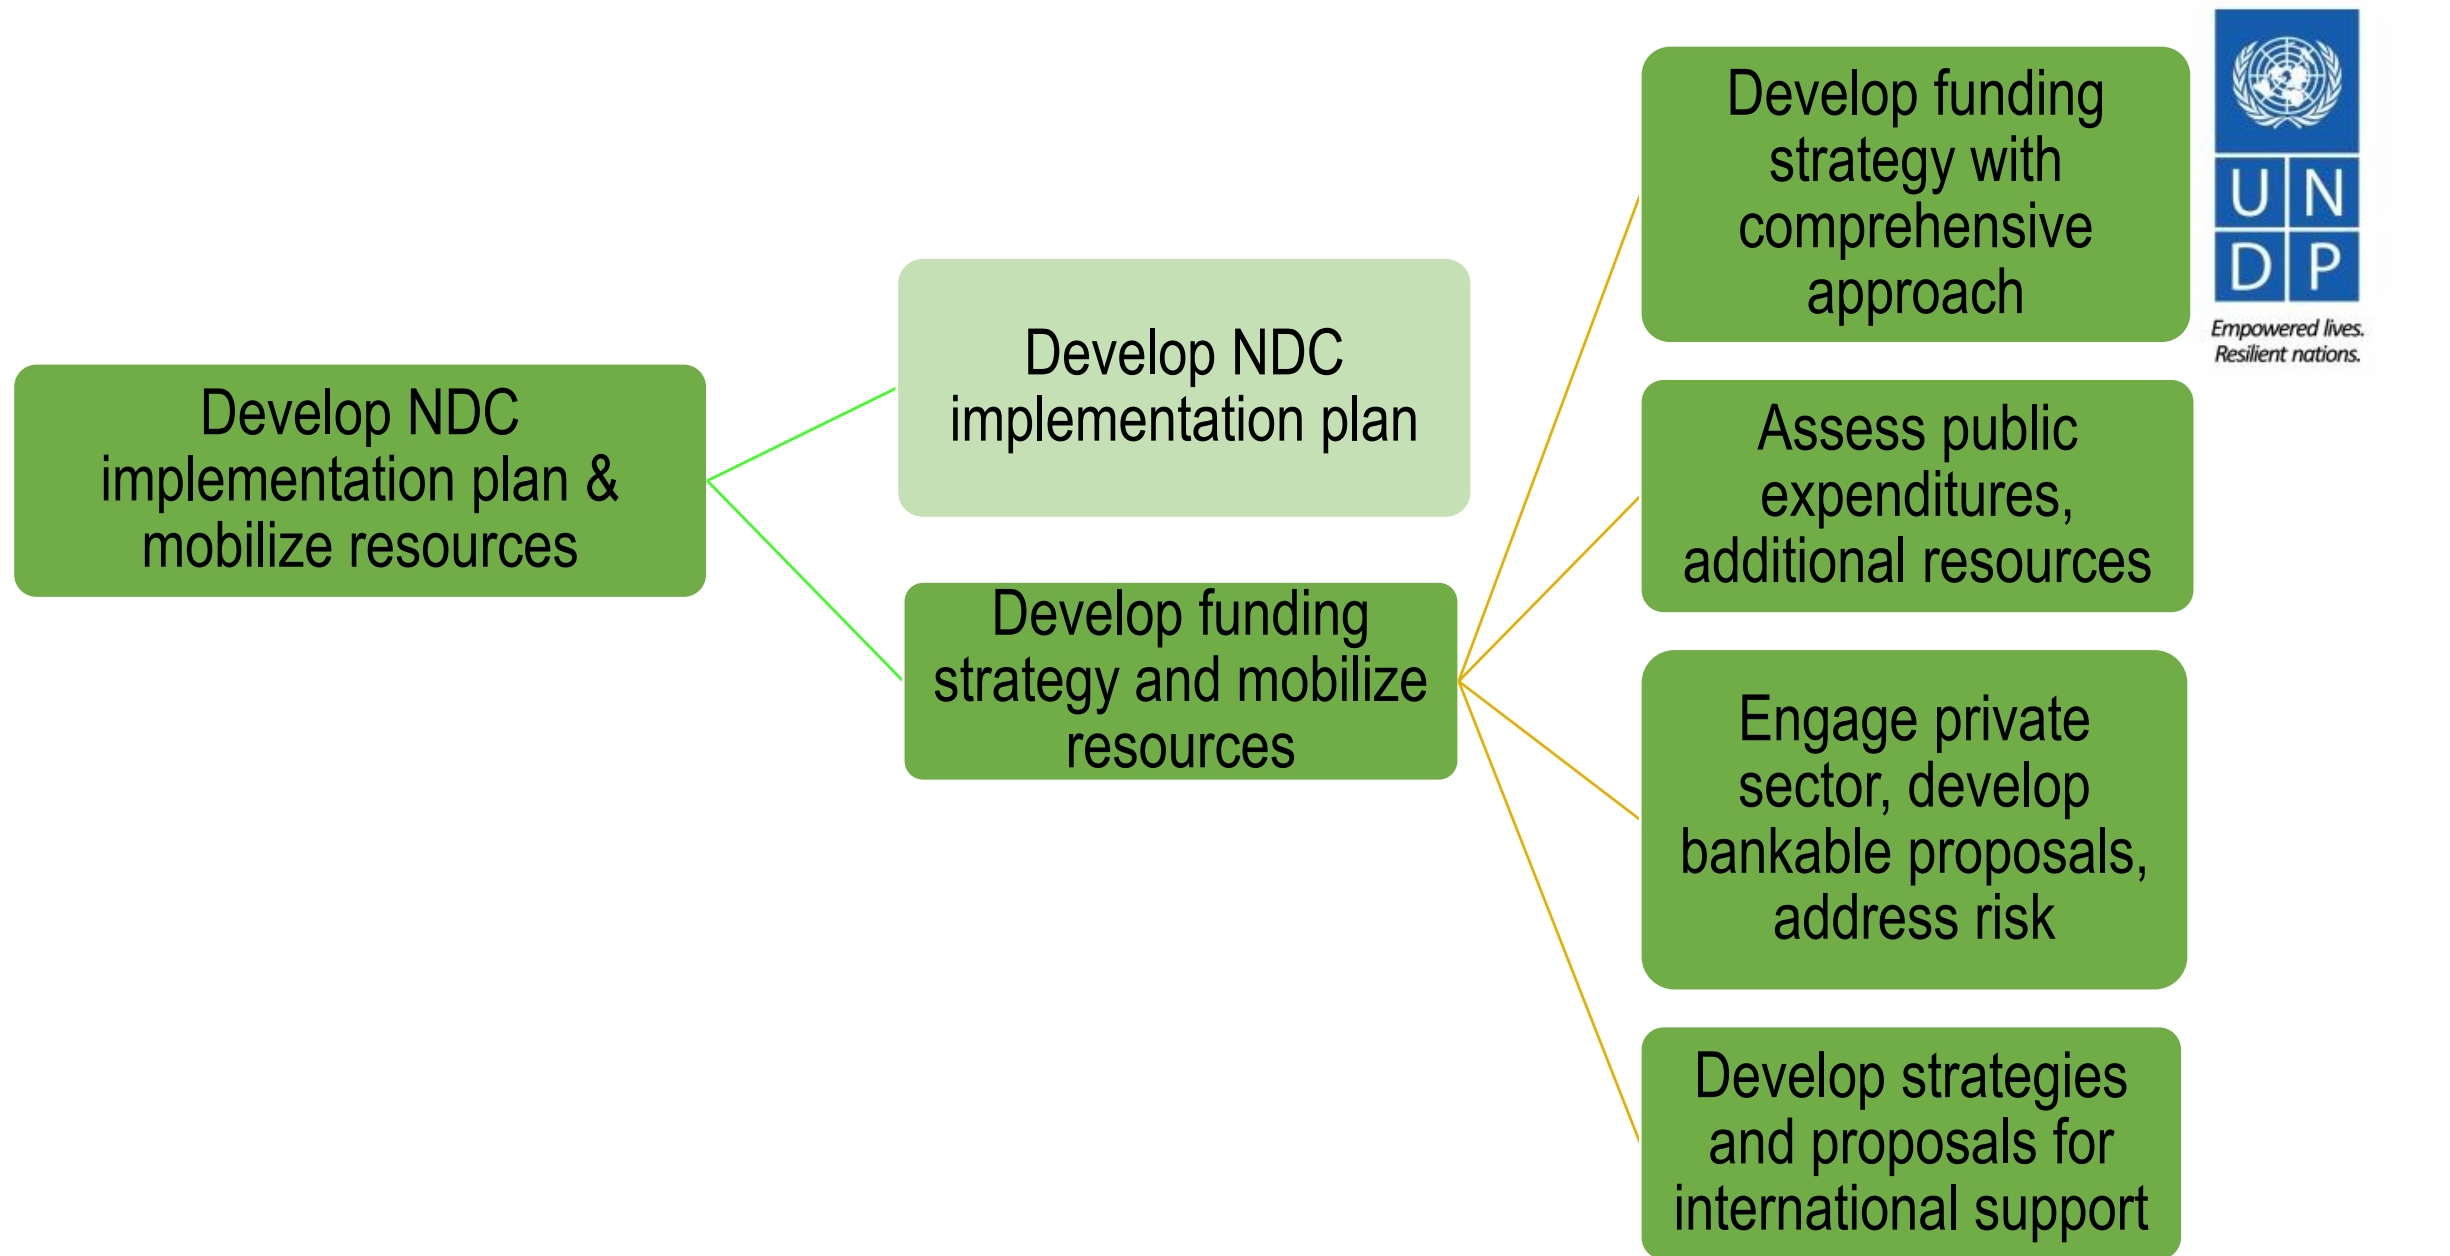 Develop NDC
implementation plan &
mobilize resources
Develop NDC
implementation plan
Develop funding
strategy and mobilize
resources
Develop funding
strategy with
comprehensive
approach
Assess public
expenditures,
additional resources
Engage private
sector, develop
bankable proposals,
address risk
Develop strategies
and proposals for
international support
U N
D P
Empowered lives.
Resilient nations.